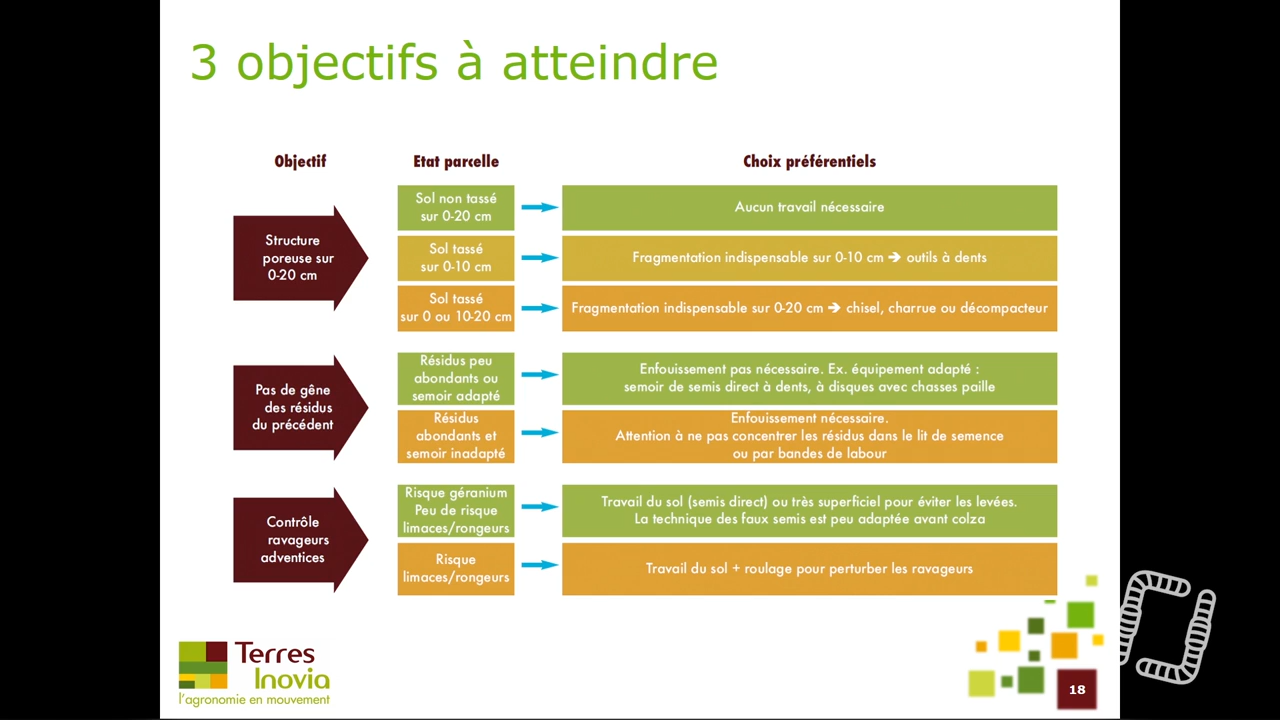 3 objectifs à atteindre
Objectif
Etat parcelle
Choix préférentiels
Structure
poreuse sur
0-20 cm
Sol non tassé
sur 0-20 cm
Aucun travail nécessaire
Sol tassé
sur 0-10 cm
Fragmentation indispensable sur 0-10 cm ➔ outils à dents
Sol tassé
sur 0 ou 10-20 cm
Fragmentation indispensable sur 0-20 cm ➔ chisel, charrue ou décompacteur
Pas de gêne
des résidus
du précédent
Résidus peu
abondants ou
semoir adapté
Enfouissement pas nécessaire. Ex. équipement adapté :
semoir de semis direct à dents, à disques avec chasses paille
Résidus
abondants et
semoir inadapté
Enfouissement nécessaire.
Attention à ne pas concentrer les résidus dans le lit de semence
ou par bandes de labour
Contrôle
ravageurs
adventices
Risque géranium
Peu de risque
limaces/rongeurs
Travail du sol (semis direct) ou très superficiel pour éviter les levées.
La technique des faux semis est peu adaptée avant colza
Risque
limaces/rongeurs
Travail du sol + roulage pour perturber les ravageurs
Terres
Inovia
l'agronomie en mouvement
18